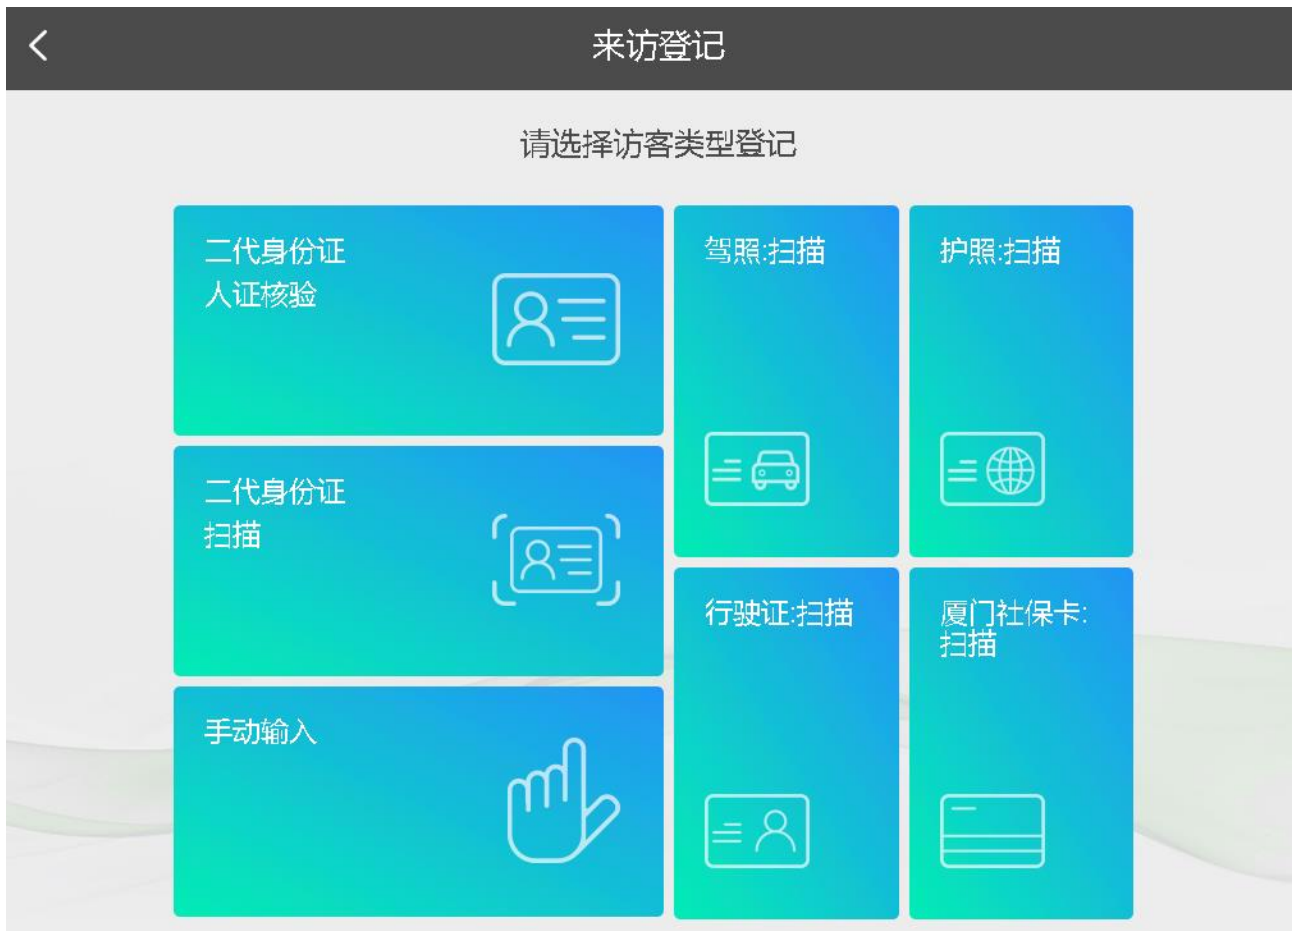 来访登记
请选择访客类型登记
二代身份证
人证核验
驾照:扫描
护照:扫描
二代身份证
扫描
行驶证:扫描
厦门社保卡:
扫描
手动输入